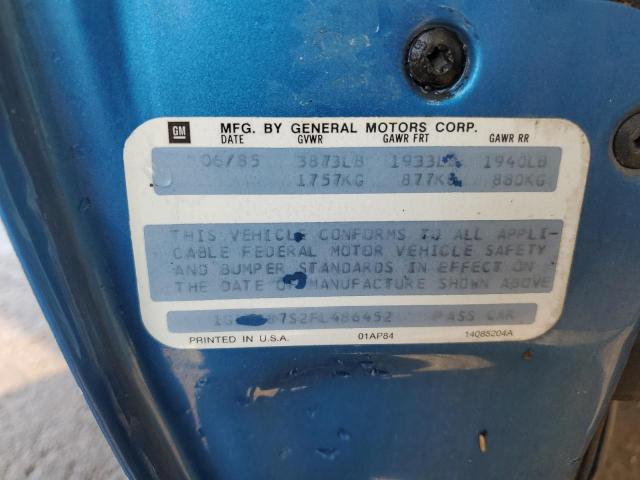 GM MFG. BY GENERAL MOTORS CORP.
DATE GVWR GAWR FRT GAWR RR
06/85 3873LB 1933LB 1940LB
1757KG 877KG 880KG
THIS VEHICLE CONFORMS TO ALL APPLI-
CABLE FEDERAL MOTOR VEHICLE SAFETY
AND BUMPER STANDARDS IN EFFECT ON
THE DATE OF MANUFACTURE SHOWN ABOVE
PASS CAR
PRINTED IN U.S.A. 01AP84 14085204A